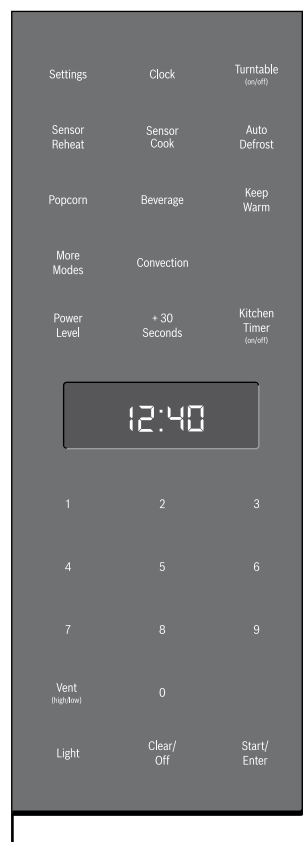 Settings Clock Turntable
(on/off)
Sensor Reheat Sensor Cook Auto Defrost
Popcorn Beverage Keep Warm
More Modes Convection
Power Level + 30 Seconds Kitchen Timer
(on/off)
12:40
1 2 3
4 5 6
7 8 9
Vent
(high/low)
0
Light Clear/ Off Start/ Enter